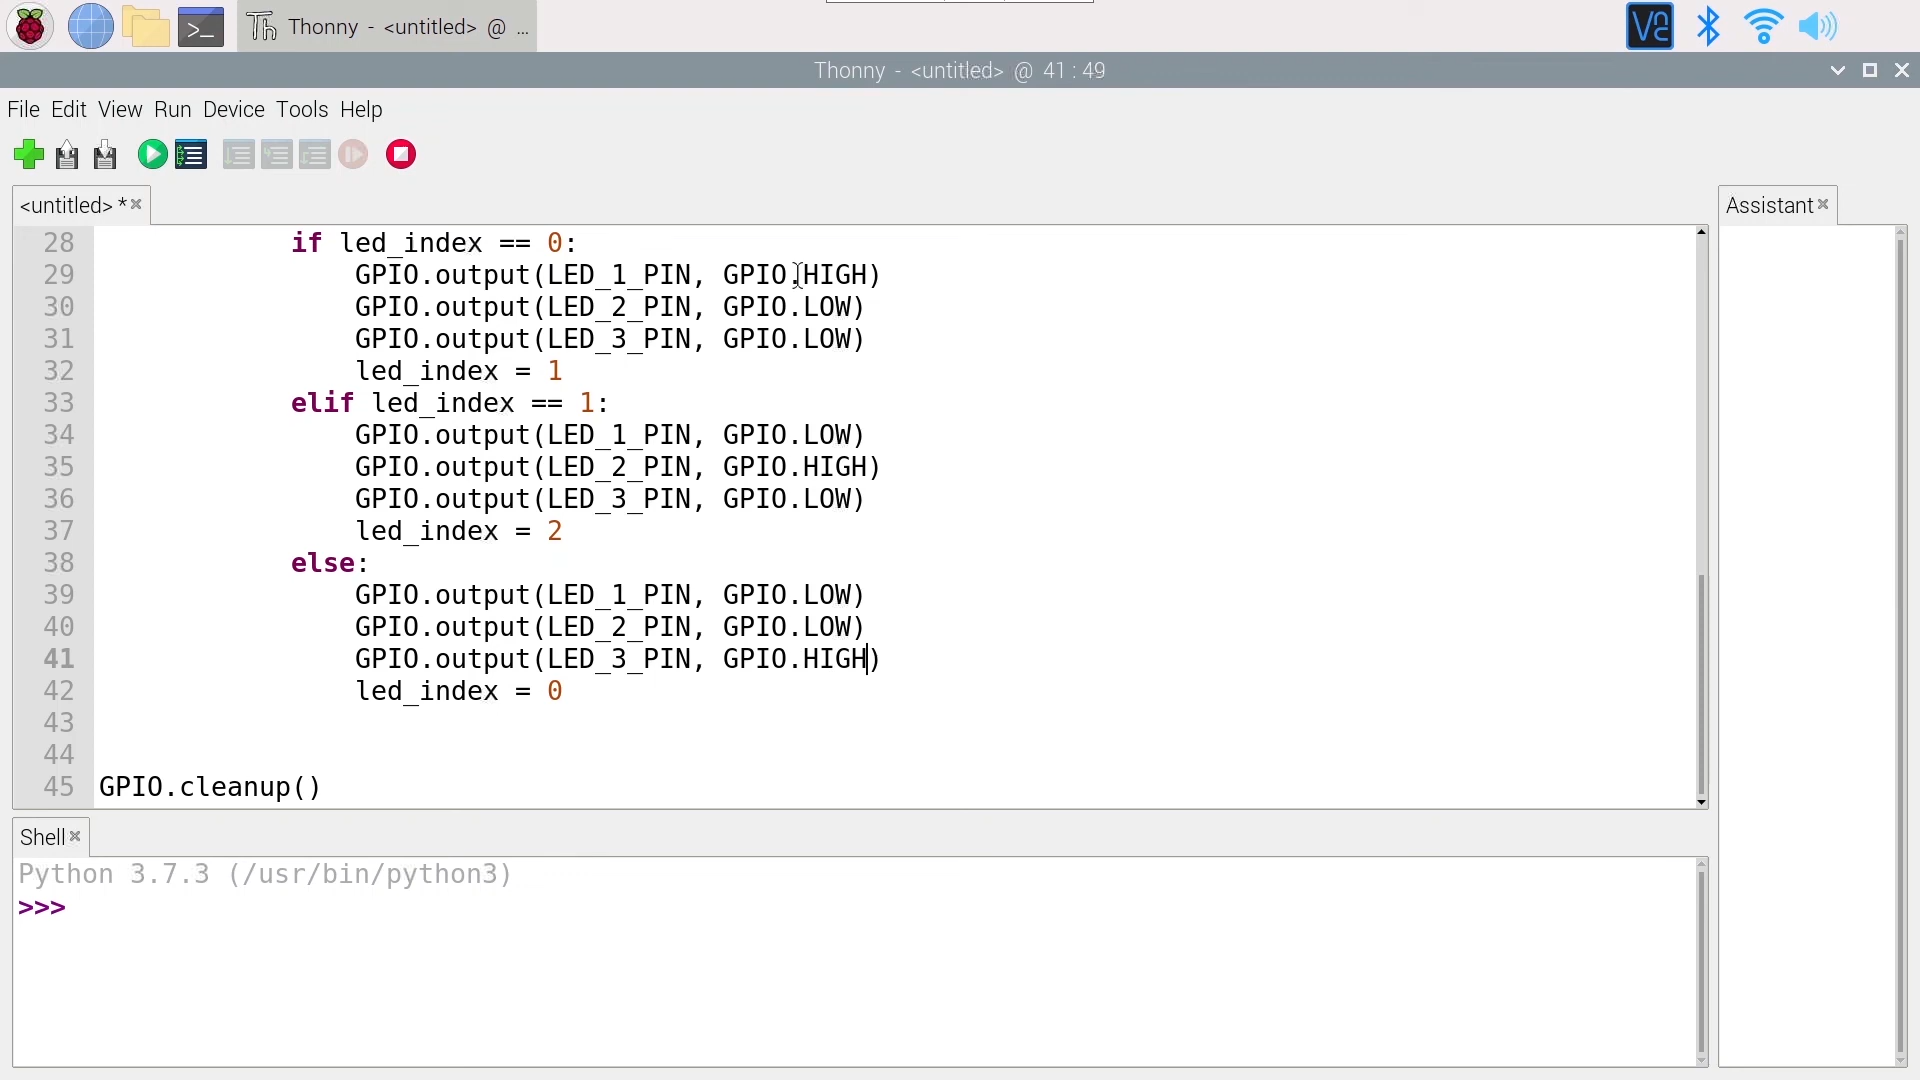 Thonny - <untitled> @ ...
Thonny - <untitled> @ 41 : 49
File Edit View Run Device Tools Help
<untitled> *
Assistant
28 if led_index == 0:
29 GPIO.output(LED_1_PIN, GPIO.HIGH)
30 GPIO.output(LED_2_PIN, GPIO.LOW)
31 GPIO.output(LED_3_PIN, GPIO.LOW)
32 led_index = 1
33 elif led_index == 1:
34 GPIO.output(LED_1_PIN, GPIO.LOW)
35 GPIO.output(LED_2_PIN, GPIO.HIGH)
36 GPIO.output(LED_3_PIN, GPIO.LOW)
37 led_index = 2
38 else:
39 GPIO.output(LED_1_PIN, GPIO.LOW)
40 GPIO.output(LED_2_PIN, GPIO.LOW)
41 GPIO.output(LED_3_PIN, GPIO.HIGH)
42 led_index = 0
43
44
45 GPIO.cleanup()
Shell
Python 3.7.3 (/usr/bin/python3)
>>>